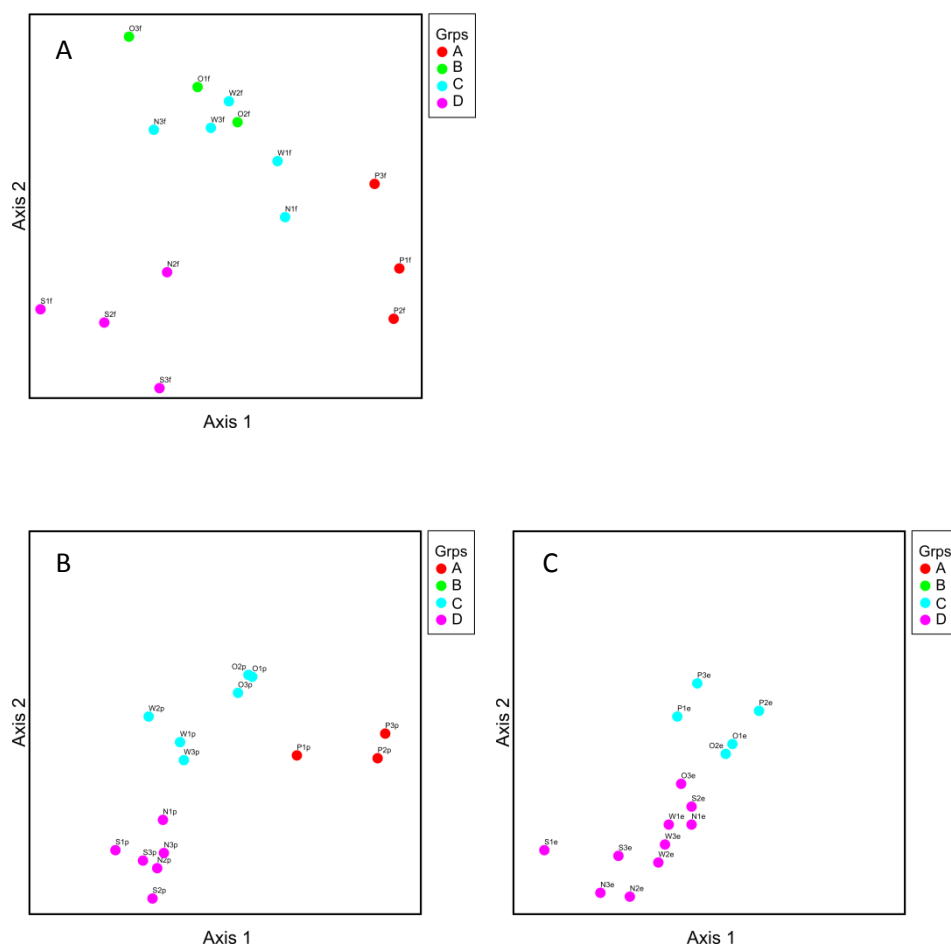 A
O3f
O1f
W2f
W3f
O2f
N3f
W1f
P3f
N1f
P1f
N2f
S1f
S2f
P2f
S3f
Axis 2
Axis 1
Grps
A
B
C
D
B
O2p
O1p
O3p
W2p
W1p
W3p
P3p
P1p
P2p
N1p
S1p
S3p
N3p
N2p
S2p
Axis 2
Axis 1
Grps
A
B
C
D
C
P3e
P1e
P2e
O1e
O2e
O3e
S2e
W1e
N1e
W3e
S1e
S3e
W2e
N3e
N2e
Axis 2
Axis 1
Grps
A
B
C
D